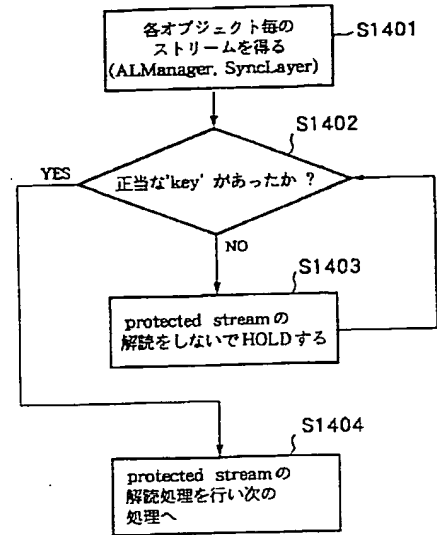 各オブジェクト毎の
ストリームを得る
(ALManager, SyncLayer)
S1401
S1402
正当な'key' があったか ?
YES
NO
S1403
protected streamの
解読をしないでHOLDする
S1404
protected streamの
解読処理を行い次の
処理へ